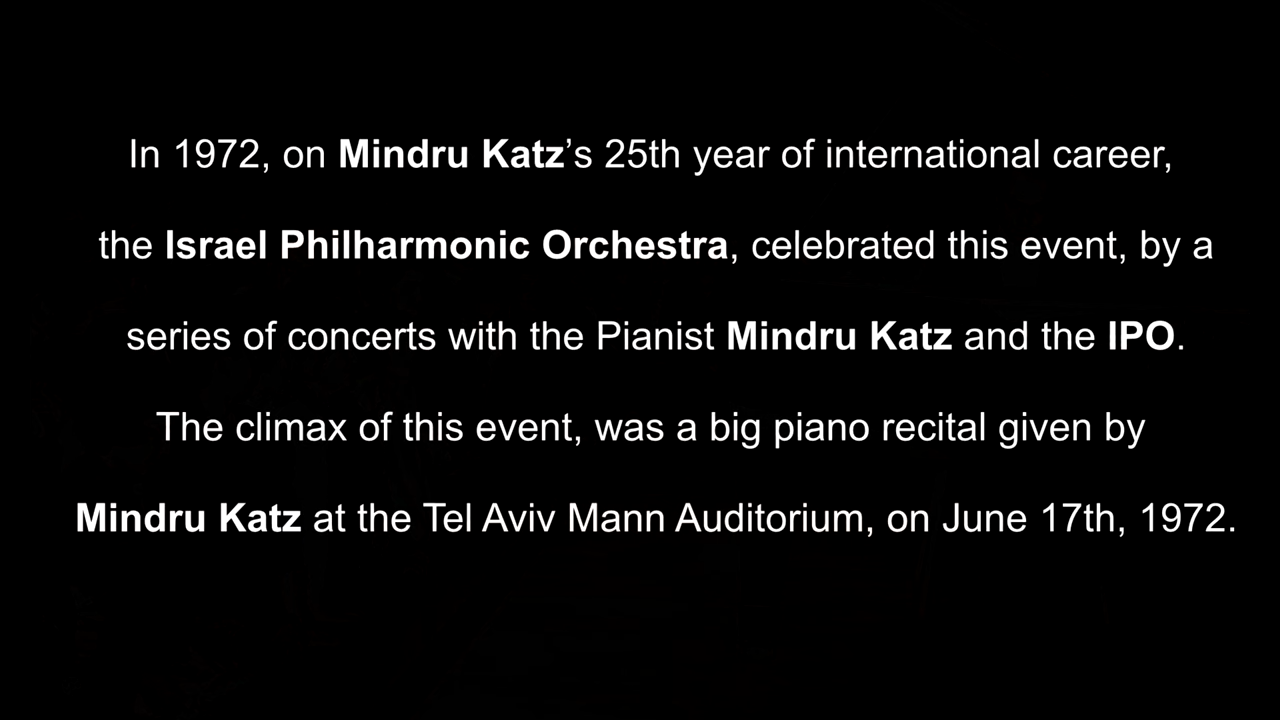 In 1972, on Mindru Katz’s 25th year of international career,
the Israel Philharmonic Orchestra, celebrated this event, by a
series of concerts with the Pianist Mindru Katz and the IPO.
The climax of this event, was a big piano recital given by
Mindru Katz at the Tel Aviv Mann Auditorium, on June 17th, 1972.